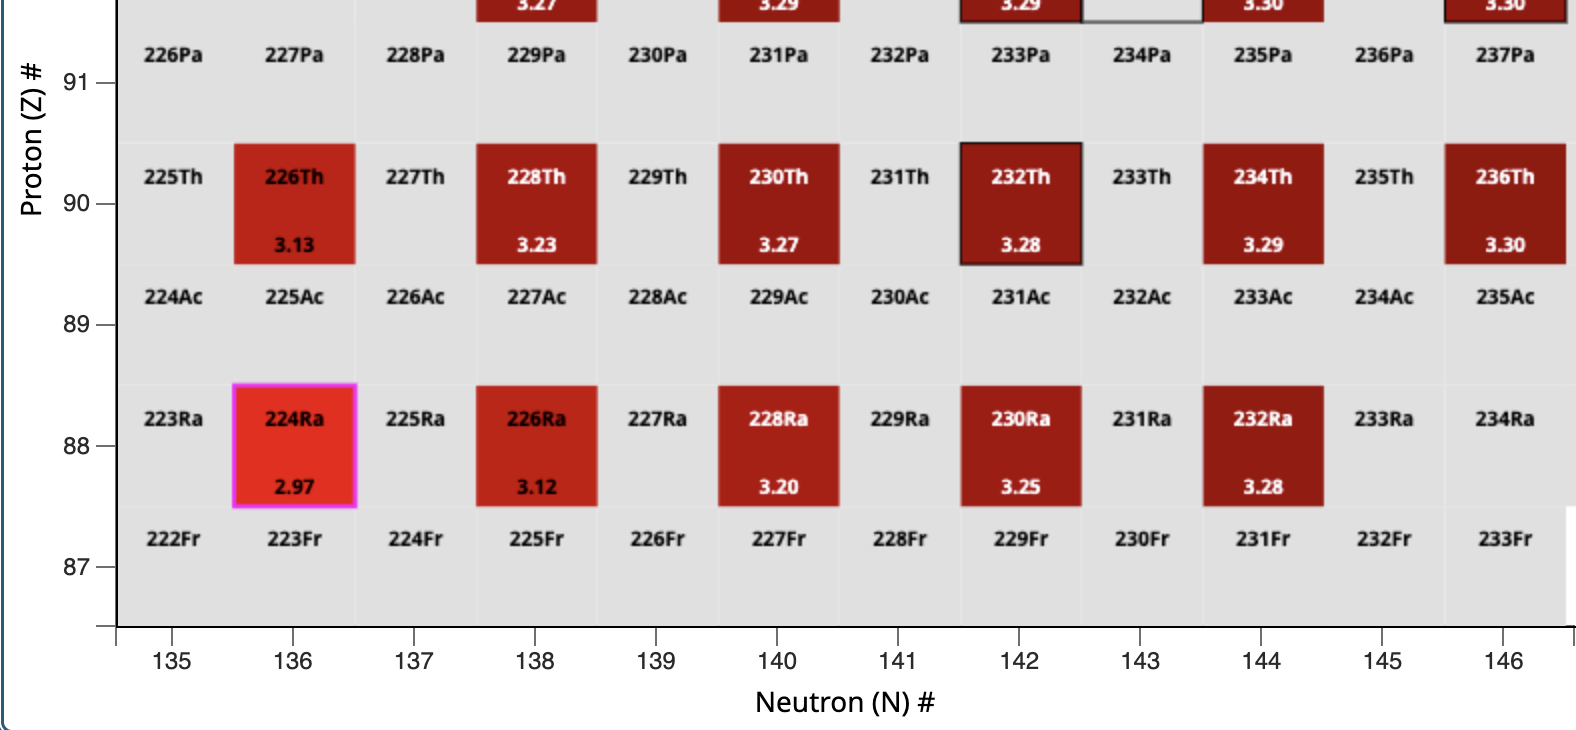 3.27 3.29 3.29 3.30 3.30
226Pa 227Pa 228Pa 229Pa 230Pa 231Pa 232Pa 233Pa 234Pa 235Pa 236Pa 237Pa
91
225Th 226Th 227Th 228Th 229Th 230Th 231Th 232Th 233Th 234Th 235Th 236Th
90
3.13 3.23 3.27 3.28 3.29 3.30
224Ac 225Ac 226Ac 227Ac 228Ac 229Ac 230Ac 231Ac 232Ac 233Ac 234Ac 235Ac
89
223Ra 224Ra 225Ra 226Ra 227Ra 228Ra 229Ra 230Ra 231Ra 232Ra 233Ra 234Ra
88
2.97 3.12 3.20 3.25 3.28
222Fr 223Fr 224Fr 225Fr 226Fr 227Fr 228Fr 229Fr 230Fr 231Fr 232Fr 233Fr
87
135 136 137 138 139 140 141 142 143 144 145 146
Neutron (N) #
Proton (Z) #